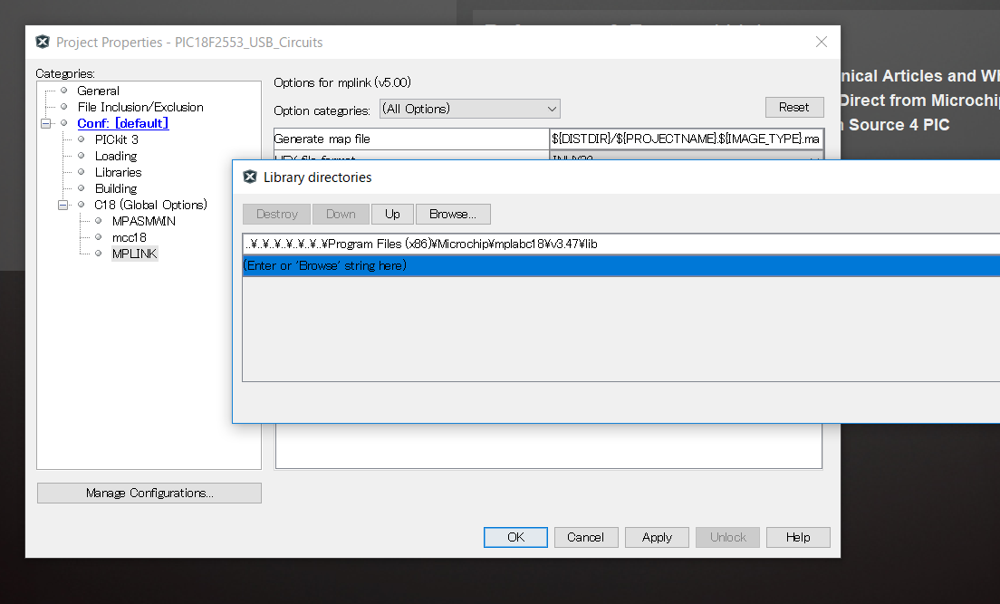 Project Properties - PIC18F2553_USB_Circuits
Categories:
General
File Inclusion/Exclusion
Conf: [default]
PICkit 3
Loading
Libraries
Building
C18 (Global Options)
MPASMWIN
mcc18
MPLINK
Manage Configurations...
Options for mplink (v5.00)
Option categories: (All Options)
Reset
Generate map file ${DISTDIR}/${PROJECTNAME}.${IMAGE_TYPE}.ma
Library directories
Destroy Down Up Browse...
..¥..¥..¥..¥..¥..¥..¥Program Files (x86)¥Microchip¥mplabc18¥v3.47¥lib
(Enter or 'Browse' string here)
OK Cancel Apply Unlock Help
nical Articles and Wh
Direct from Microchip
Source 4 PIC